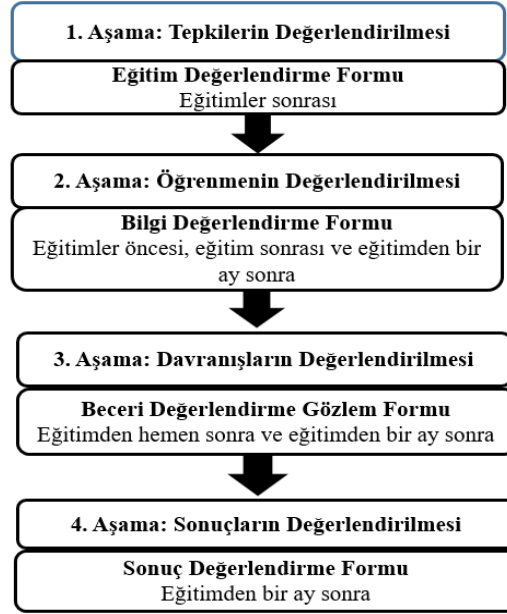 1. Aşama: Tepkilerin Değerlendirilmesi
Eğitim Değerlendirme Formu
Eğitimler sonrası
2. Aşama: Öğrenmenin Değerlendirilmesi
Bilgi Değerlendirme Formu
Eğitimler öncesi, eğitim sonrası ve eğitimden bir
ay sonra
3. Aşama: Davranışların Değerlendirilmesi
Beceri Değerlendirme Gözlem Formu
Eğitimden hemen sonra ve eğitimden bir ay sonra
4. Aşama: Sonuçların Değerlendirilmesi
Sonuç Değerlendirme Formu
Eğitimden bir ay sonra